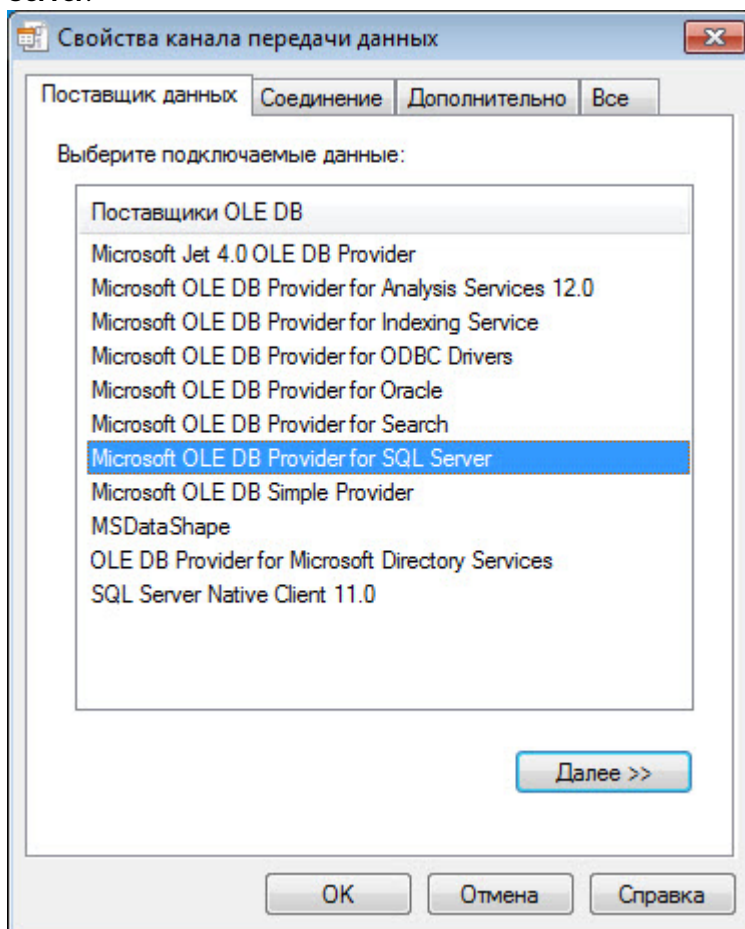 Свойства канала передачи данных
Поставщик данных Соединение Дополнительно Все
Выберите подключаемые данные:
Поставщики OLE DB
Microsoft Jet 4.0 OLE DB Provider
Microsoft OLE DB Provider for Analysis Services 12.0
Microsoft OLE DB Provider for Indexing Service
Microsoft OLE DB Provider for ODBC Drivers
Microsoft OLE DB Provider for Oracle
Microsoft OLE DB Provider for Search
Microsoft OLE DB Provider for SQL Server
Microsoft OLE DB Simple Provider
MSDataShape
OLE DB Provider for Microsoft Directory Services
SQL Server Native Client 11.0
Далее >>
OK Отмена Справка